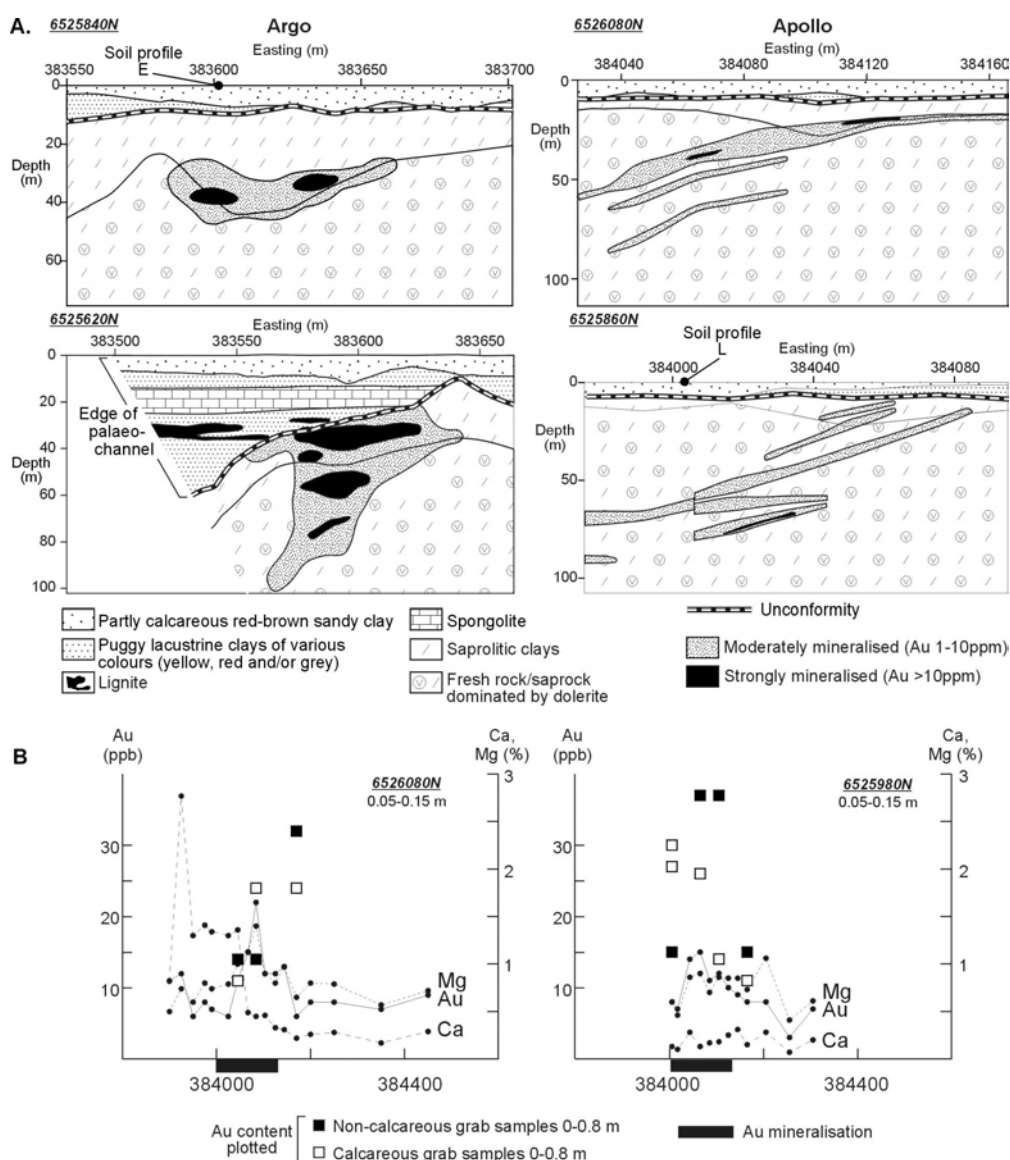 A.
6525840N
Argo
Soil profile
E
Easting (m)
383550 383600 383660 383700
0
20
Depth
(m)
40
60
6526080N
Apollo
Easting (m)
384040 384080 384120 384160
0
50
Depth
(m)
100
6525620N
Easting (m)
383500 383550 383600 383650
0
20
Edge of
palaeo-
channel
40
Depth
(m)
60
80
100
6525860N
Soil profile
L
Easting (m)
384000 384040 384080
0
Depth
(m)
50
100
Partly calcareous red-brown sandy clay
Puggy lacustrine clays of various
colours (yellow, red and/or grey)
Lignite
Spongolite
Saprolitic clays
Fresh rock/saprock
dominated by dolerite
Unconformity
Moderately mineralised (Au 1-10ppm)
Strongly mineralised (Au >10ppm)
B
Au
(ppb)
Ca,
Mg (%)
6526080N
0.05-0.15 m
30
20
10
3
2
1
0
Mg
Au
Ca
384000 384400
Au
(ppb)
Ca,
Mg (%)
6525980N
0.05-0.15 m
30
20
10
3
2
1
0
Mg
Au
Ca
384000 384400
Au content
plotted
Non-calcareous grab samples 0-0.8 m
Calcareous grab samples 0-0.8 m
Au mineralisation